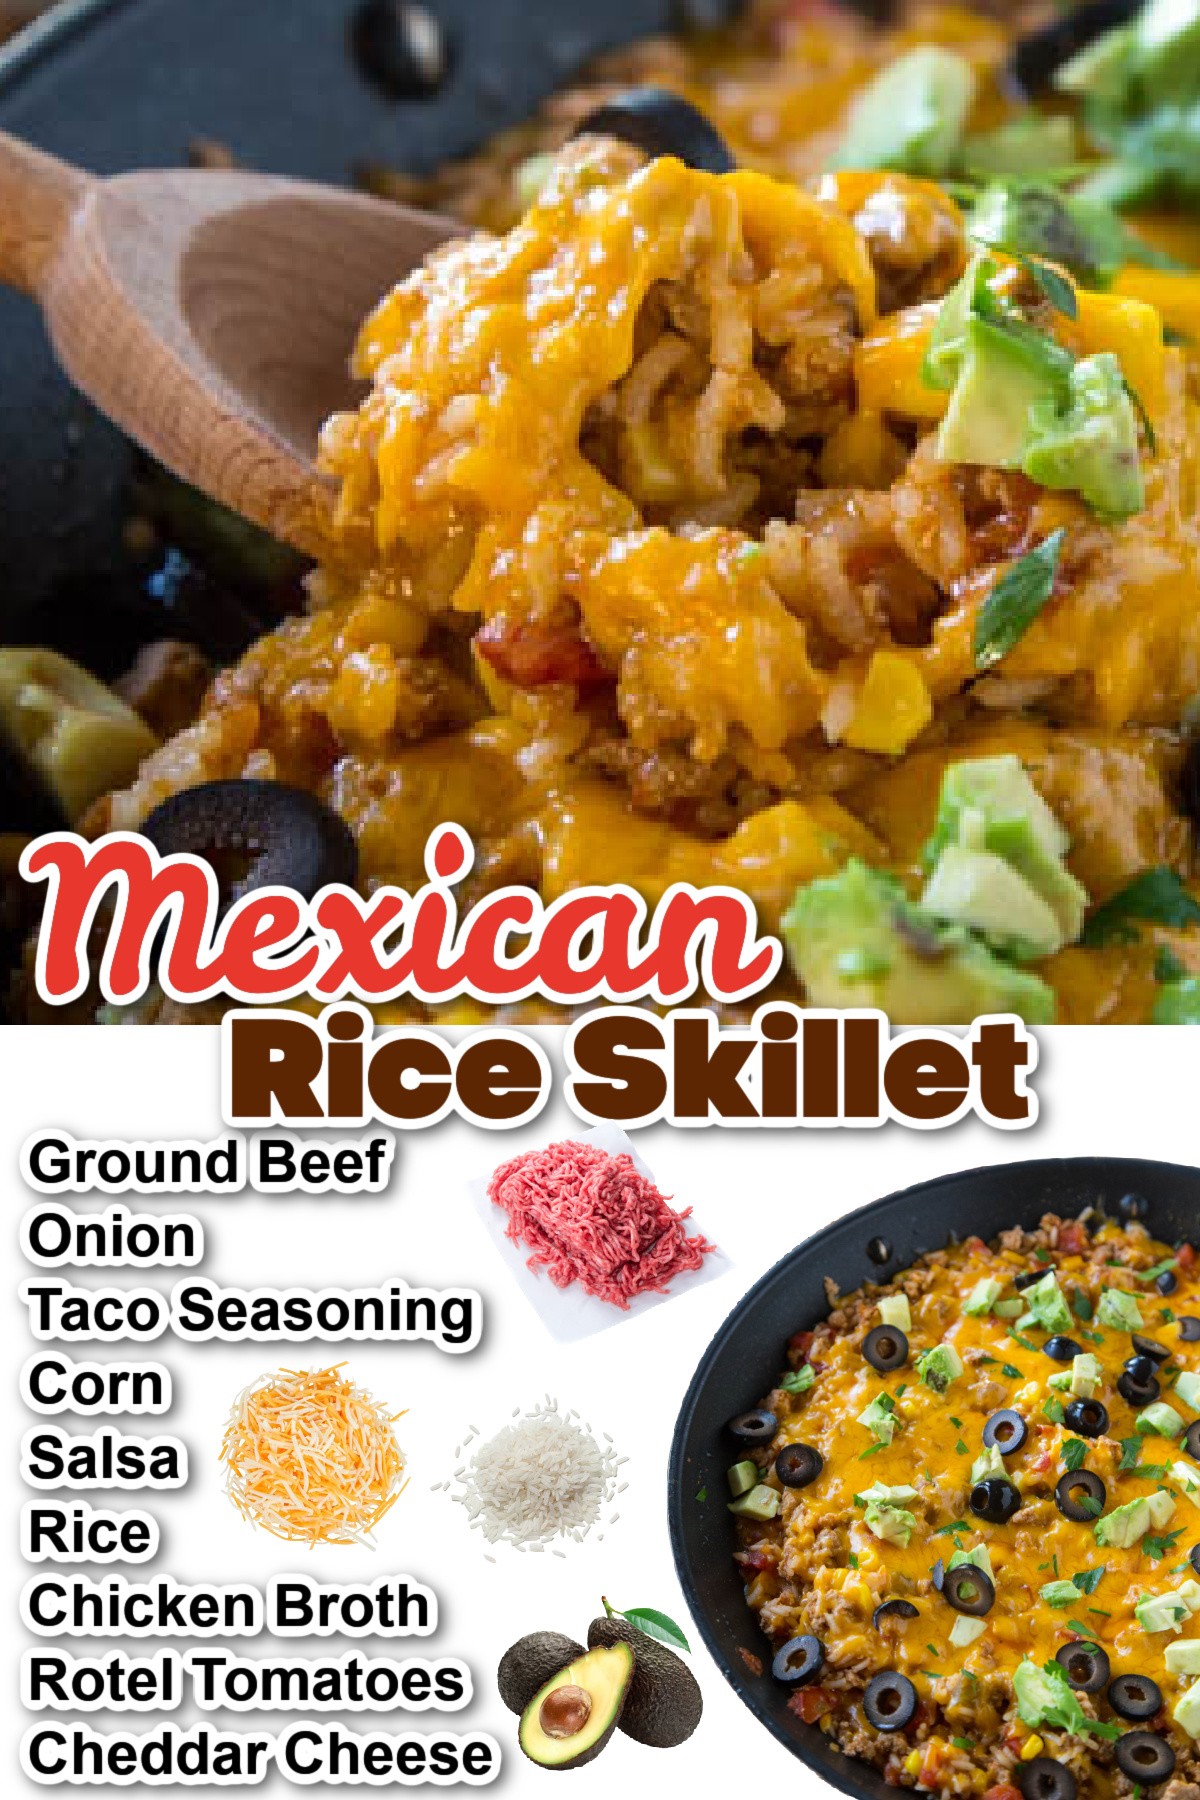 Mexican
Rice Skillet
Ground Beef
Onion
Taco Seasoning
Corn
Salsa
Rice
Chicken Broth
Rotel Tomatoes
Cheddar Cheese